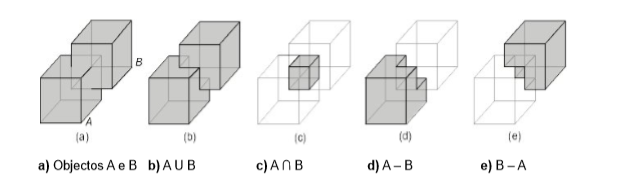 B
A
(a) (b) (c) (d) (e)
a) Objectos A e B b) A U B c) A ∩ B d) A – B e) B – A